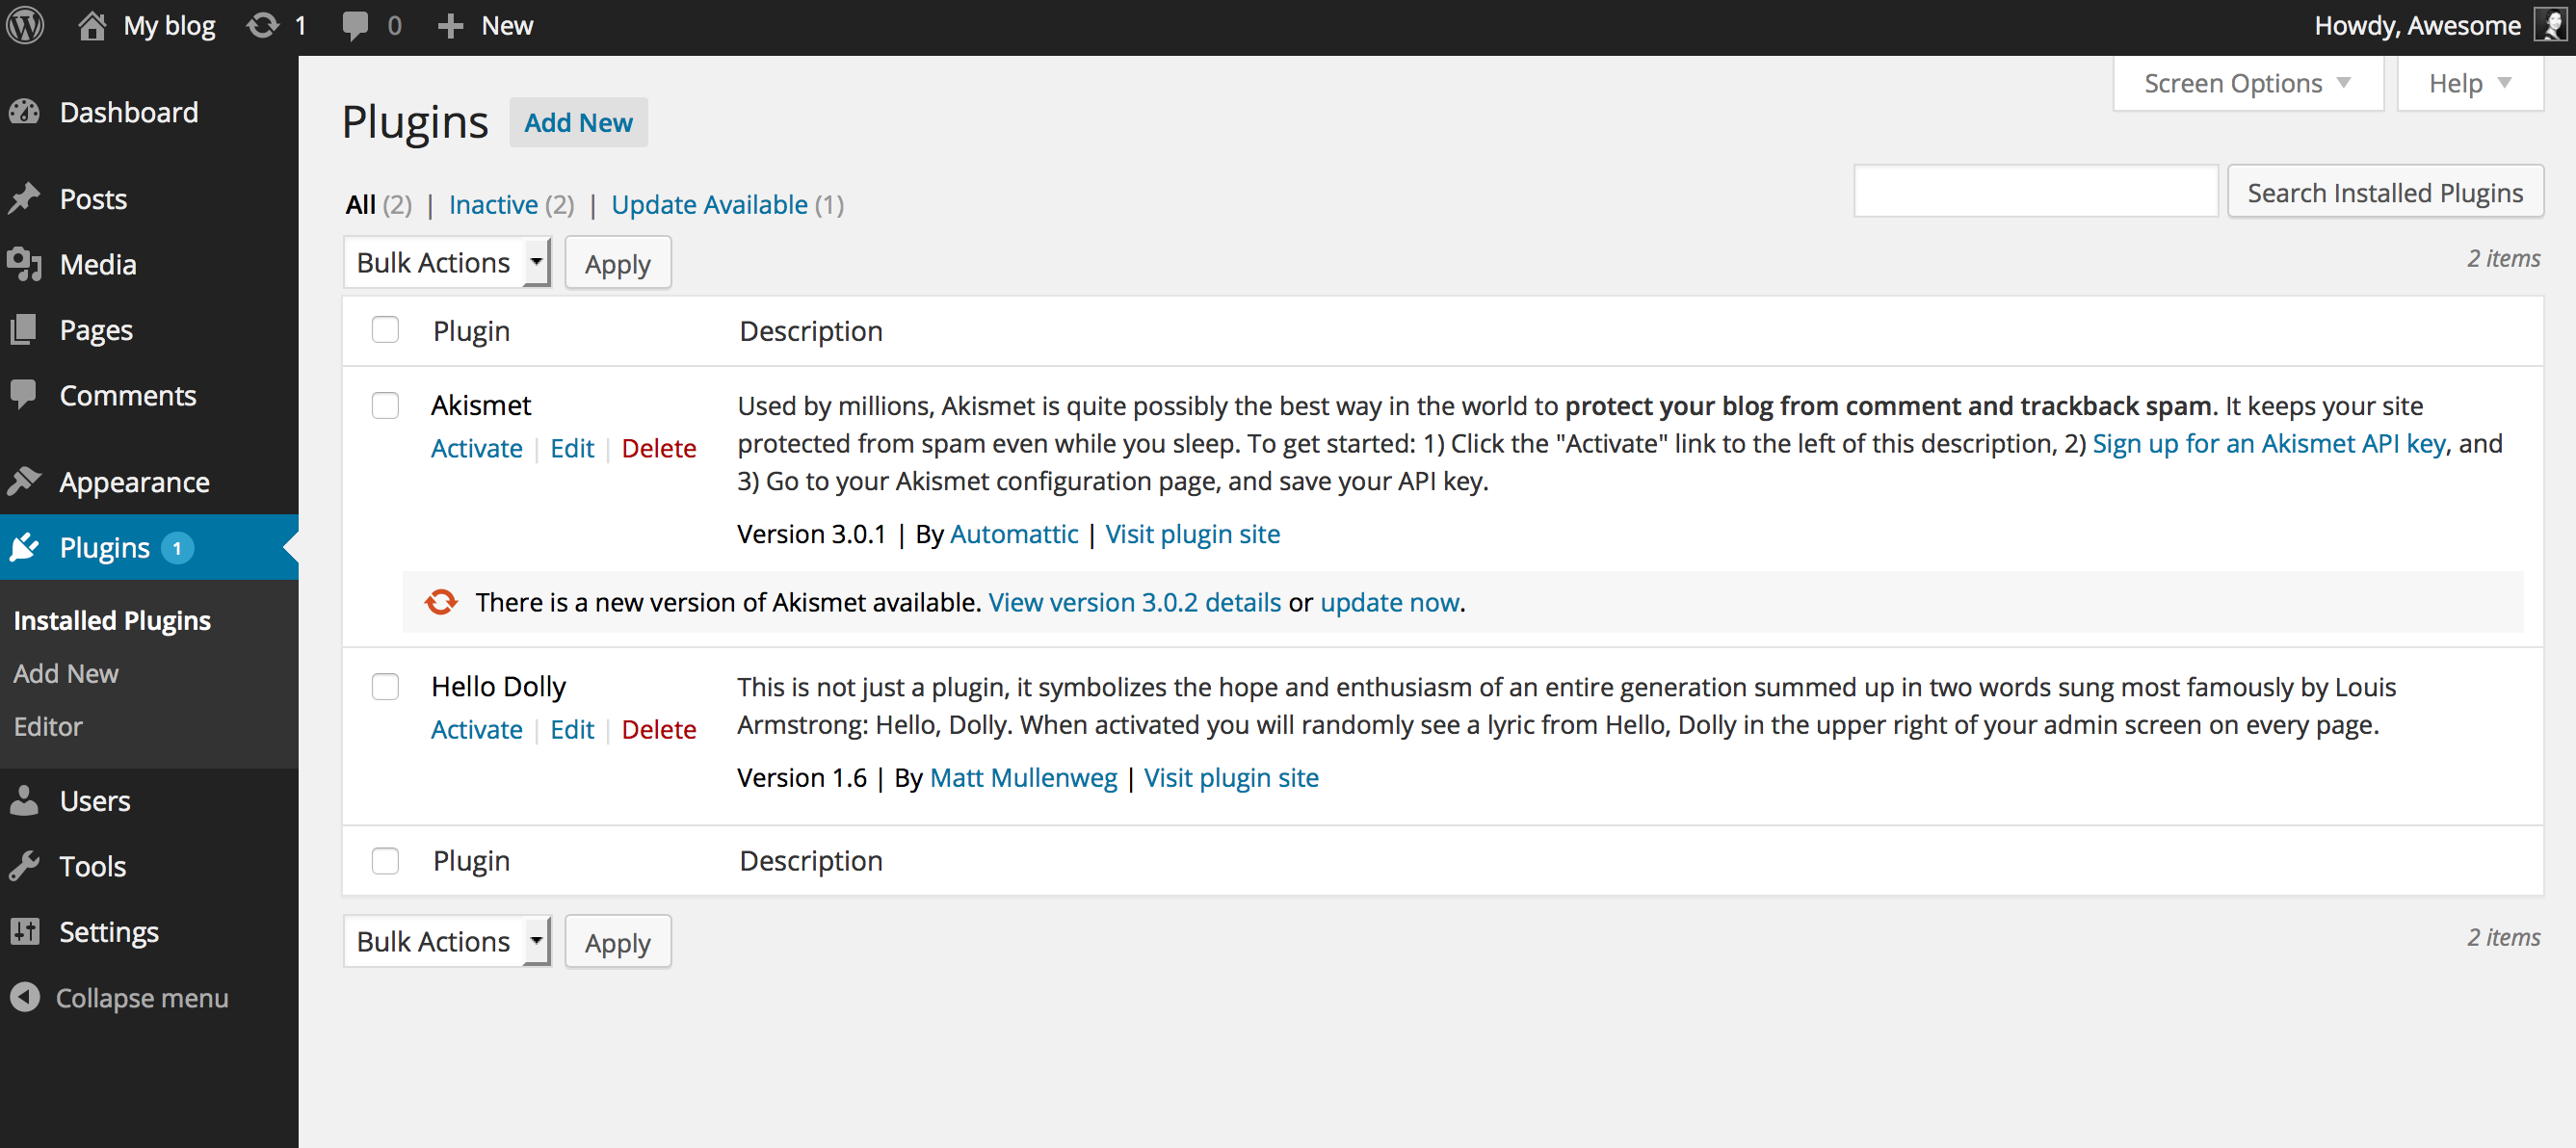 My blog 1 0 New Howdy, Awesome
Screen Options Help
Dashboard
Posts
Media
Pages
Comments
Appearance
Plugins 1
Installed Plugins
Add New
Editor
Users
Tools
Settings
Collapse menu
Plugins Add New
Search Installed Plugins
All (2) | Inactive (2) | Update Available (1)
Bulk Actions Apply 2 items
Plugin Description
Akismet
Activate | Edit | Delete
Used by millions, Akismet is quite possibly the best way in the world to protect your blog from comment and trackback spam. It keeps your site
protected from spam even while you sleep. To get started: 1) Click the "Activate" link to the left of this description, 2) Sign up for an Akismet API key, and
3) Go to your Akismet configuration page, and save your API key.
Version 3.0.1 | By Automattic | Visit plugin site
There is a new version of Akismet available. View version 3.0.2 details or update now.
Hello Dolly
Activate | Edit | Delete
This is not just a plugin, it symbolizes the hope and enthusiasm of an entire generation summed up in two words sung most famously by Louis
Armstrong: Hello, Dolly. When activated you will randomly see a lyric from Hello, Dolly in the upper right of your admin screen on every page.
Version 1.6 | By Matt Mullenweg | Visit plugin site
Plugin Description
Bulk Actions Apply 2 items